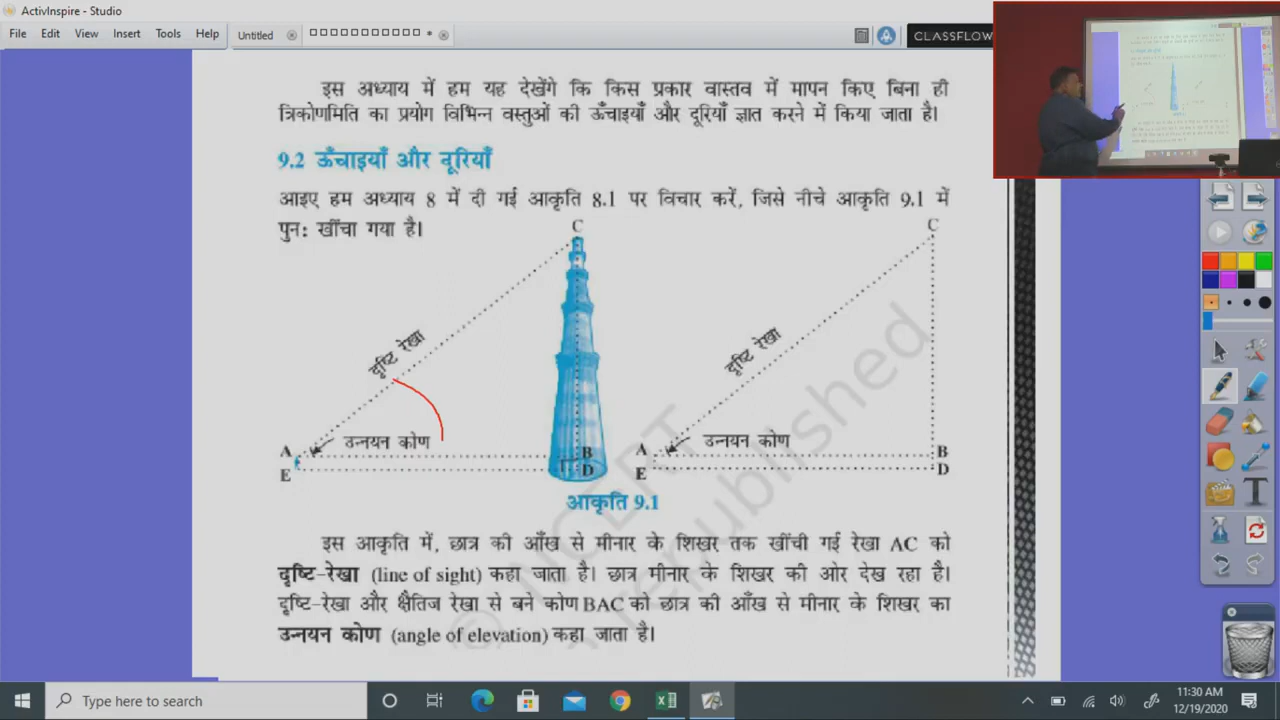 ActivInspire - Studio
File Edit View Insert Tools Help
Untitled
CLASSFLOW
इस अध्याय में हम यह देखेंगे कि किस प्रकार वास्तव में मापन किए बिना ही
त्रिकोणमिति का प्रयोग विभिन्न वस्तुओं की ऊँचाइयाँ और दूरियाँ ज्ञात करने में किया जाता है।
9.2 ऊँचाइयाँ और दूरियाँ
आइए हम अध्याय 8 में दी गई आकृति 8.1 पर विचार करें, जिसे नीचे आकृति 9.1 में
पुन: खींचा गया है।
C
C
दृष्टि रेखा
दृष्टि रेखा
A उन्नयन कोण B
E D
A उन्नयन कोण B
E D
आकृति 9.1
इस आकृति में, छात्र की आँख से मीनार के शिखर तक खींची गई रेखा AC को
दृष्टि-रेखा (line of sight) कहा जाता है। छात्र मीनार के शिखर की ओर देख रहा है।
दृष्टि-रेखा और क्षैतिज रेखा से बने कोण BAC को छात्र की आँख से मीनार के शिखर का
उन्नयन कोण (angle of elevation) कहा जाता है।
© NCERT
republished
Type here to search
11:30 AM
12/19/2020